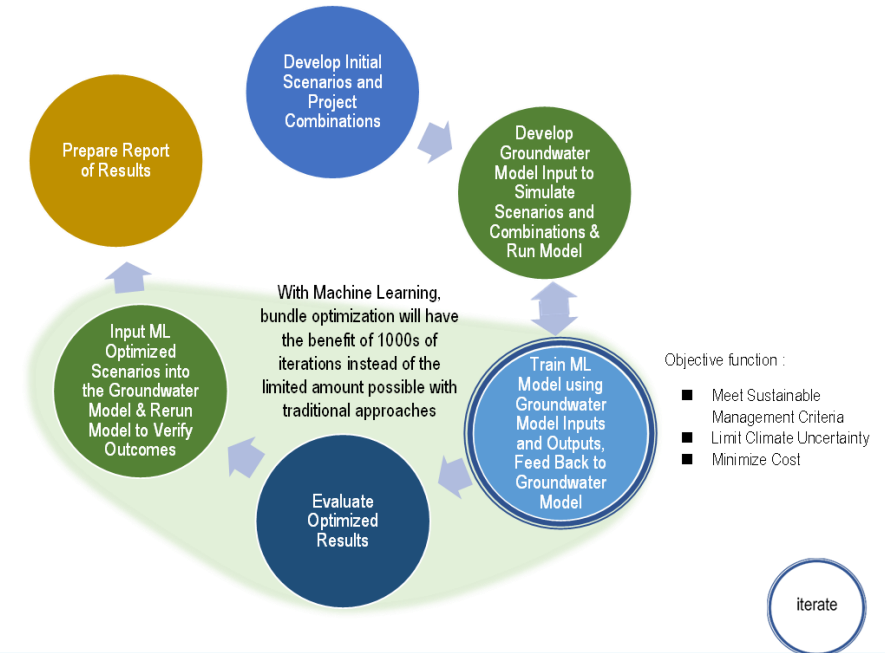 Develop Initial
Scenarios and
Project
Combinations
Develop
Groundwater
Model Input to
Simulate
Scenarios and
Combinations &
Run Model
Train ML
Model using
Groundwater
Model Inputs
and Outputs,
Feed Back to
Groundwater
Model
Objective function :
■ Meet Sustainable
Management Criteria
■ Limit Climate Uncertainty
■ Minimize Cost
Evaluate
Optimized
Results
Input ML
Optimized
Scenarios into
the Groundwater
Model & Rerun
Model to Verify
Outcomes
Prepare Report
of Results
With Machine Learning,
bundle optimization will have
the benefit of 1000s of
iterations instead of the
limited amount possible with
traditional approaches
iterate